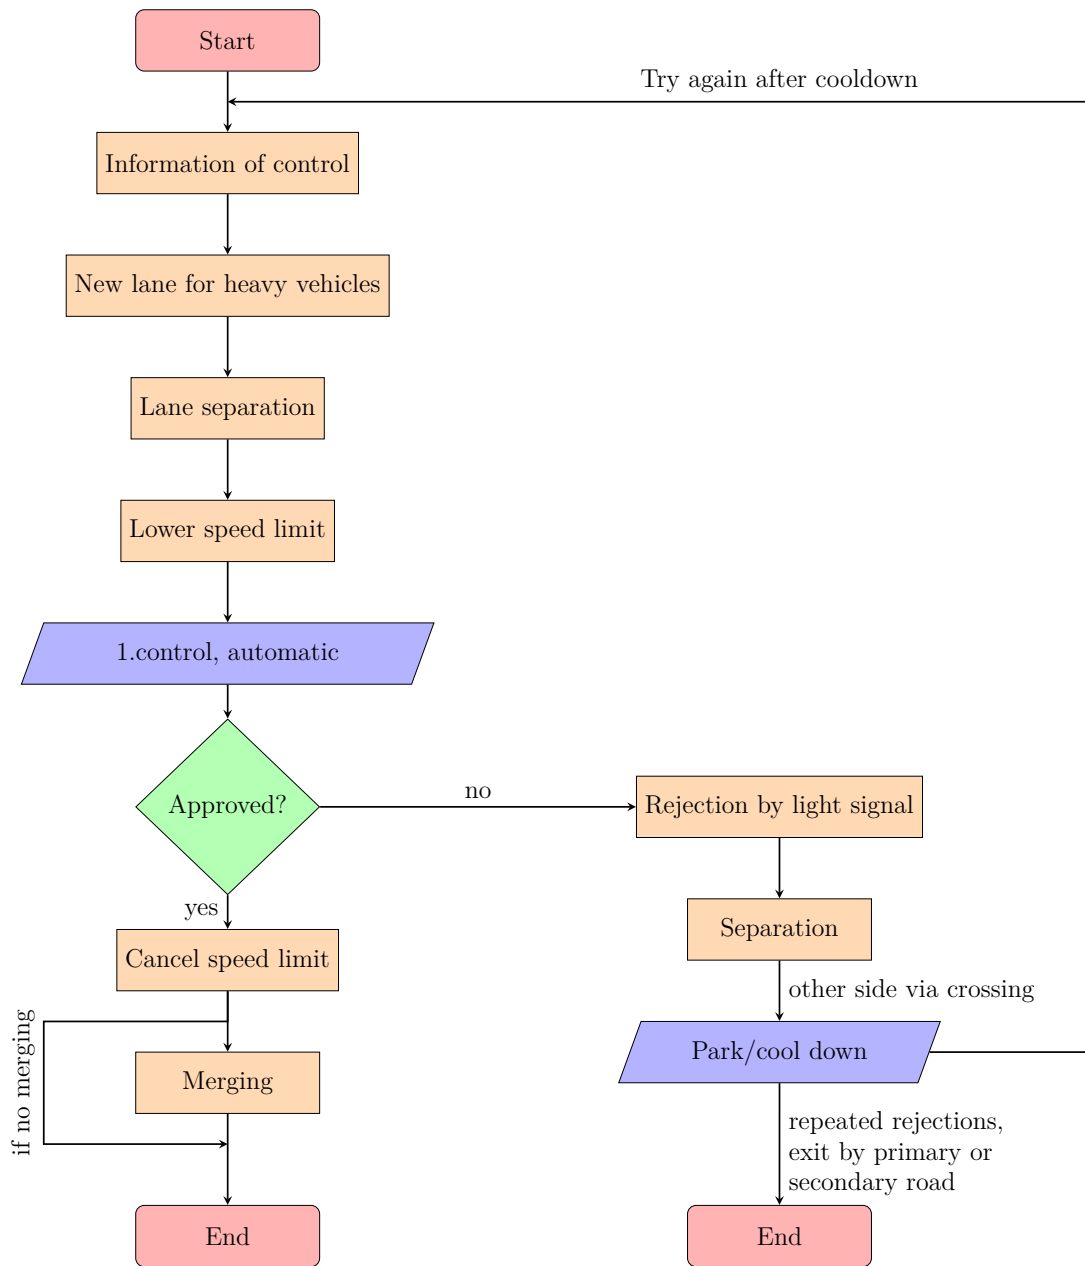 Start
Try again after cooldown
Information of control
New lane for heavy vehicles
Lane separation
Lower speed limit
1.control, automatic
Approved?
no
Rejection by light signal
yes
Separation
Cancel speed limit
other side via crossing
if no merging
Park/cool down
Merging
repeated rejections,
exit by primary or
secondary road
End
End